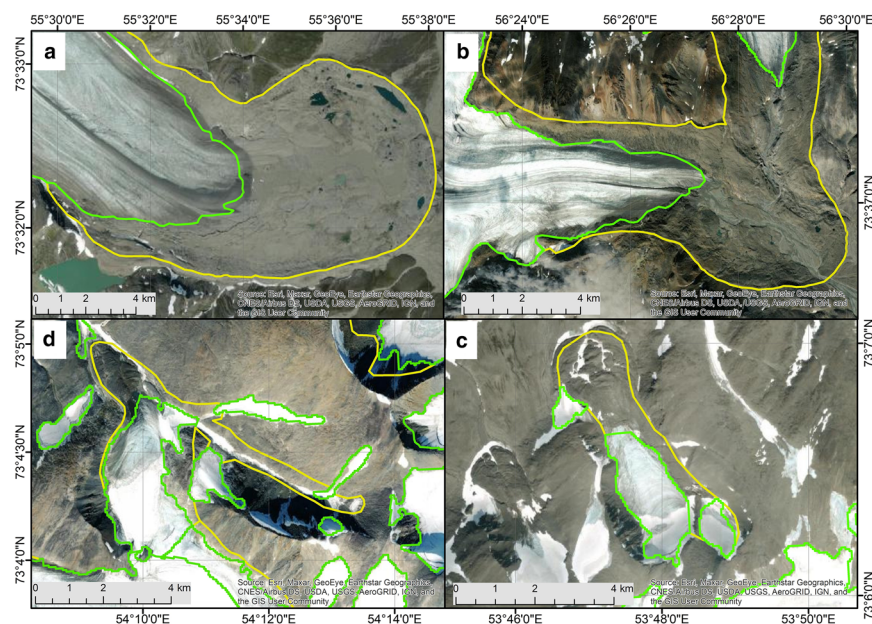 55°30'00"E 55°32'00"E 55°34'00"E 55°36'00"E 55°38'00"E
56°24'0"E 56°26'0"E 56°28'0"E 56°30'0"E
a
b
73°33'0"N
73°32'0"N
73°37'0"N
Source: Esri, Maxar, GeoEye, Earthstar Geographics,
CNES/Airbus DS, USDA, USGS, AeroGRID, IGN, and
the GIS User Community
0 1 2 4 km
Source: Esri, Maxar, GeoEye, Earthstar Geographics,
CNES/Airbus DS, USDA, USGS, AeroGRID, IGN, and
the GIS User Community
0 1 2 4 km
d
c
73°5'0"N
73°4'30"N
73°4'0"N
73°7'0"N
73°6'0"N
Source: Esri, Maxar, GeoEye, Earthstar Geographics,
CNES/Airbus DS, USDA, USGS, AeroGRID, IGN, and
the GIS User Community
0 1 2 4 km
Source: Esri, Maxar, GeoEye, Earthstar Geographics,
CNES/Airbus DS, USDA, USGS, AeroGRID, IGN, and
the GIS User Community
0 1 2 4 km
54°10'0"E 54°12'0"E 54°14'0"E
53°46'0"E 53°48'0"E 53°50'0"E